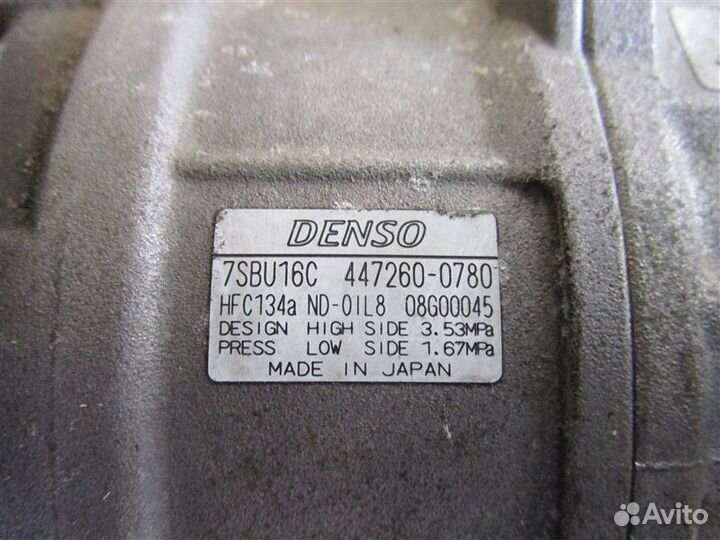 DENSO
7SBU16C 447260-0780
HFC134a ND-OIL8 08G00045
DESIGN HIGH SIDE 3.53MPa
PRESS LOW SIDE 1.67MPa
MADE IN JAPAN
Avito